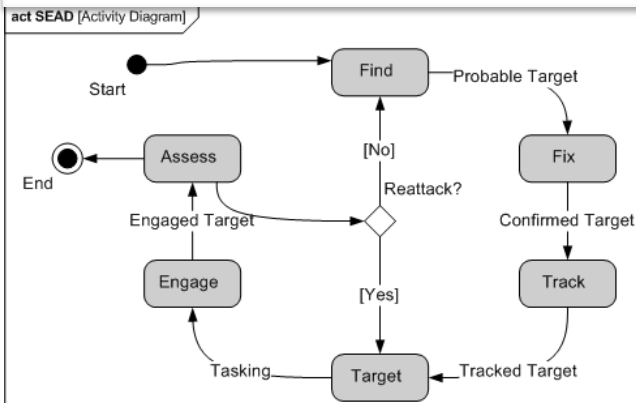 act SEAD [Activity Diagram]
Start
Find
Probable Target
Assess
[No]
Fix
End
Reattack?
Engaged Target
Confirmed Target
Engage
[Yes]
Track
Tasking
Target
Tracked Target